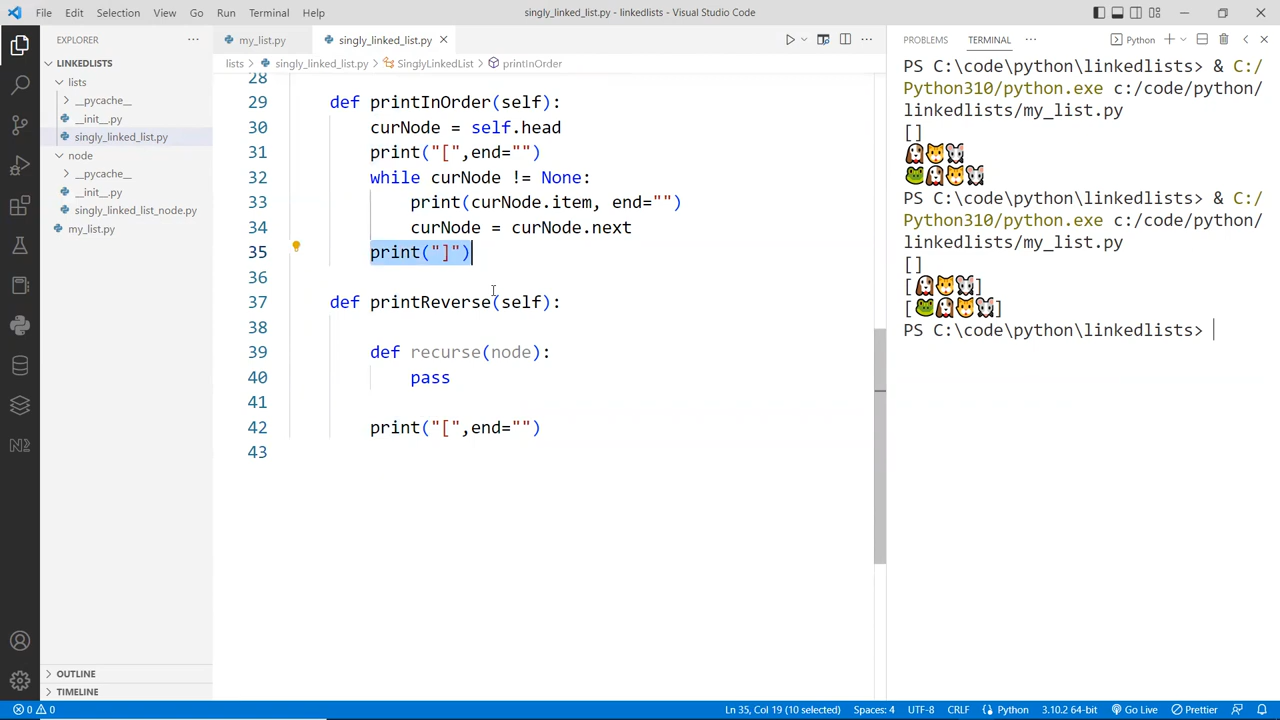 File Edit Selection View Go Run Terminal Help singly_linked_list.py - linkedlists - Visual Studio Code
EXPLORER ...
LINKEDLISTS
lists
__pycache__
__init__.py
singly_linked_list.py
node
__pycache__
__init__.py
singly_linked_list_node.py
my_list.py
OUTLINE
TIMELINE
my_list.py singly_linked_list.py
lists > singly_linked_list.py > SinglyLinkedList > printInOrder
28
29 def printInOrder(self):
30 curNode = self.head
31 print("[",end="")
32 while curNode != None:
33 print(curNode.item, end="")
34 curNode = curNode.next
35 print("]")
36
37 def printReverse(self):
38
39 def recurse(node):
40 pass
41
42 print("[",end="")
43
PROBLEMS TERMINAL ... Python
PS C:\code\python\linkedlists> & C:/
Python310/python.exe c:/code/python/
linkedlists/my_list.py
[]
🐶🐱🐭
🐸🐶🐱🐭
PS C:\code\python\linkedlists> & C:/
Python310/python.exe c:/code/python/
linkedlists/my_list.py
[]
[🐶🐱🐭]
[🐸🐶🐱🐭]
PS C:\code\python\linkedlists>
0 0 Ln 35, Col 19 (10 selected) Spaces: 4 UTF-8 CRLF Python 3.10.2 64-bit Go Live Prettier